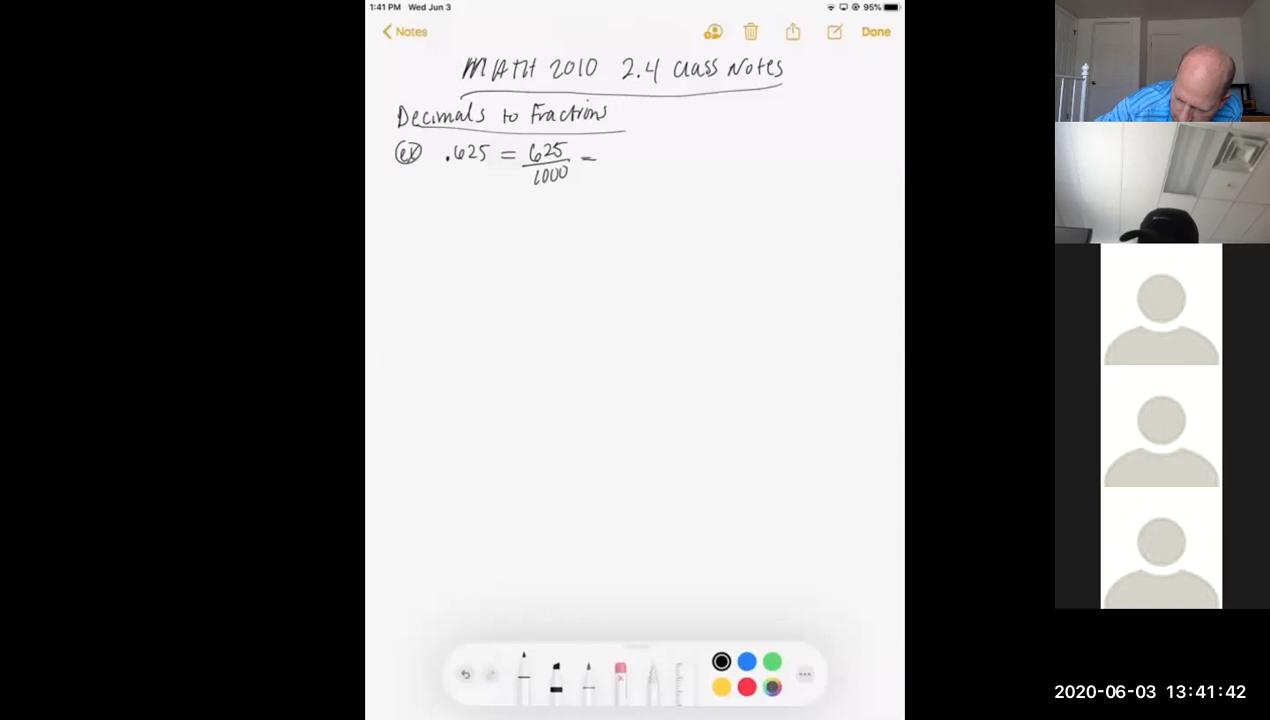 1:41 PM Wed Jun 3
95%
Notes
Done
MATH 2010 2.4 Class Notes
Decimals to Fractions
ex .625 = 625/1000 =
2020-06-03 13:41:42